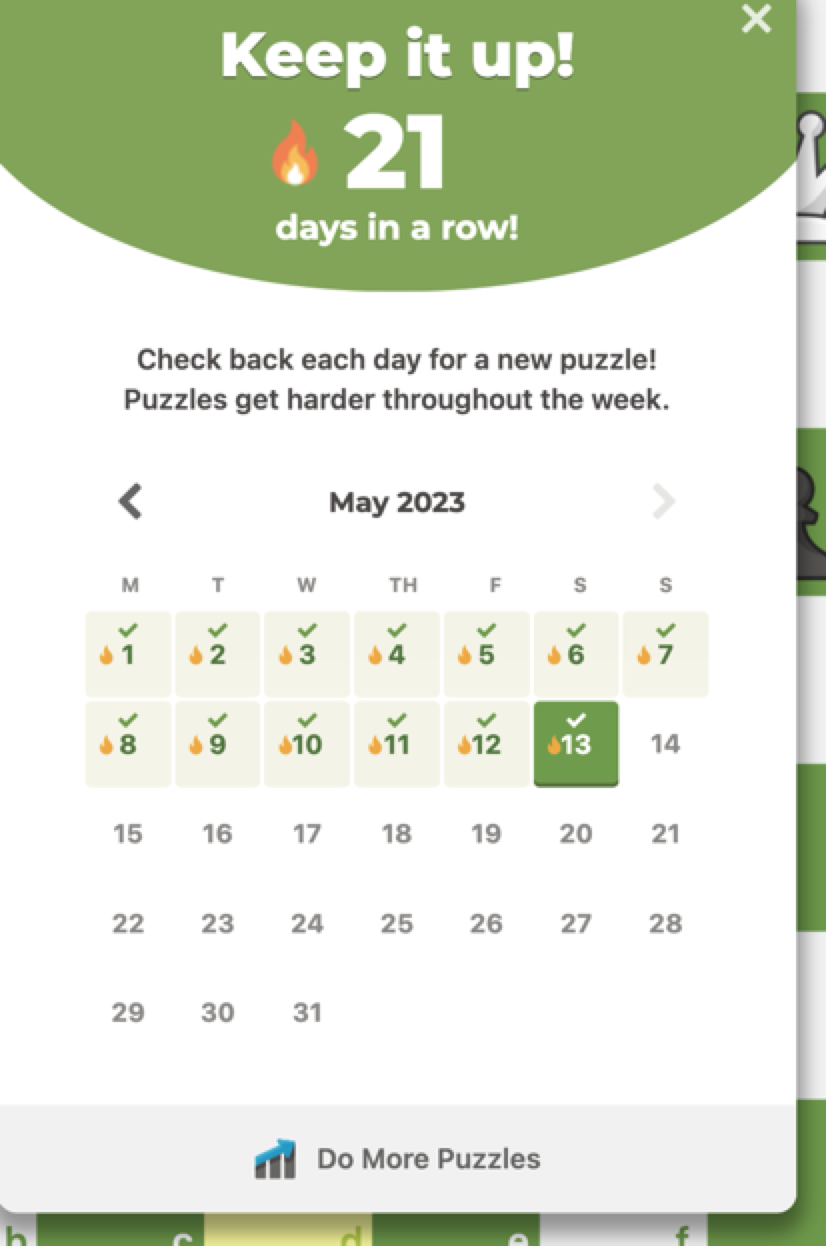 Keep it up!
21
days in a row!
Check back each day for a new puzzle!
Puzzles get harder throughout the week.
May 2023
M T W TH F S S
1 2 3 4 5 6 7
8 9 10 11 12 13 14
15 16 17 18 19 20 21
22 23 24 25 26 27 28
29 30 31
Do More Puzzles
b c d e f